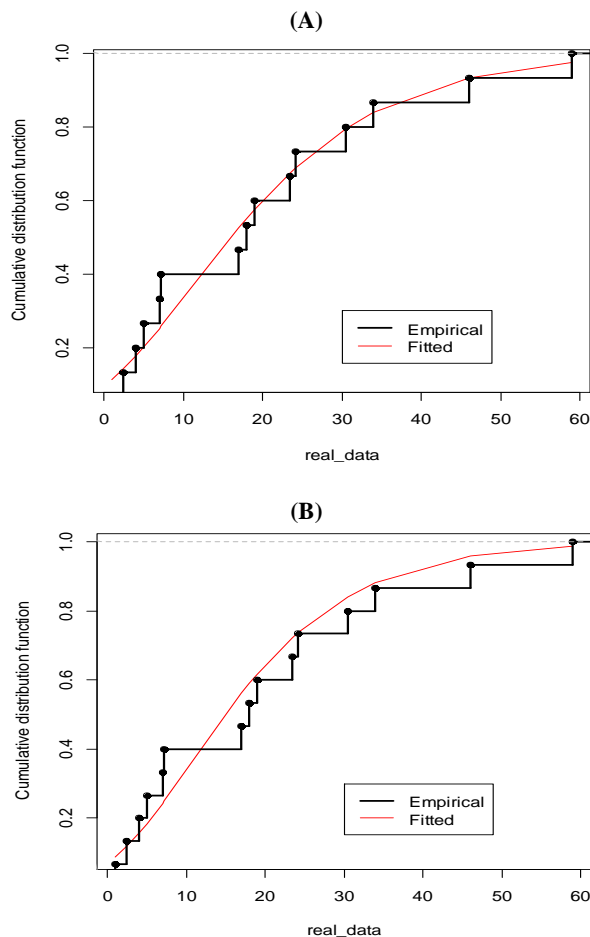 (A)
Cumulative distribution function
1.0
0.8
0.6
0.4
0.2
Empirical
Fitted
0 10 20 30 40 50 60
real_data
(B)
Cumulative distribution function
1.0
0.8
0.6
0.4
0.2
Empirical
Fitted
0 10 20 30 40 50 60
real_data